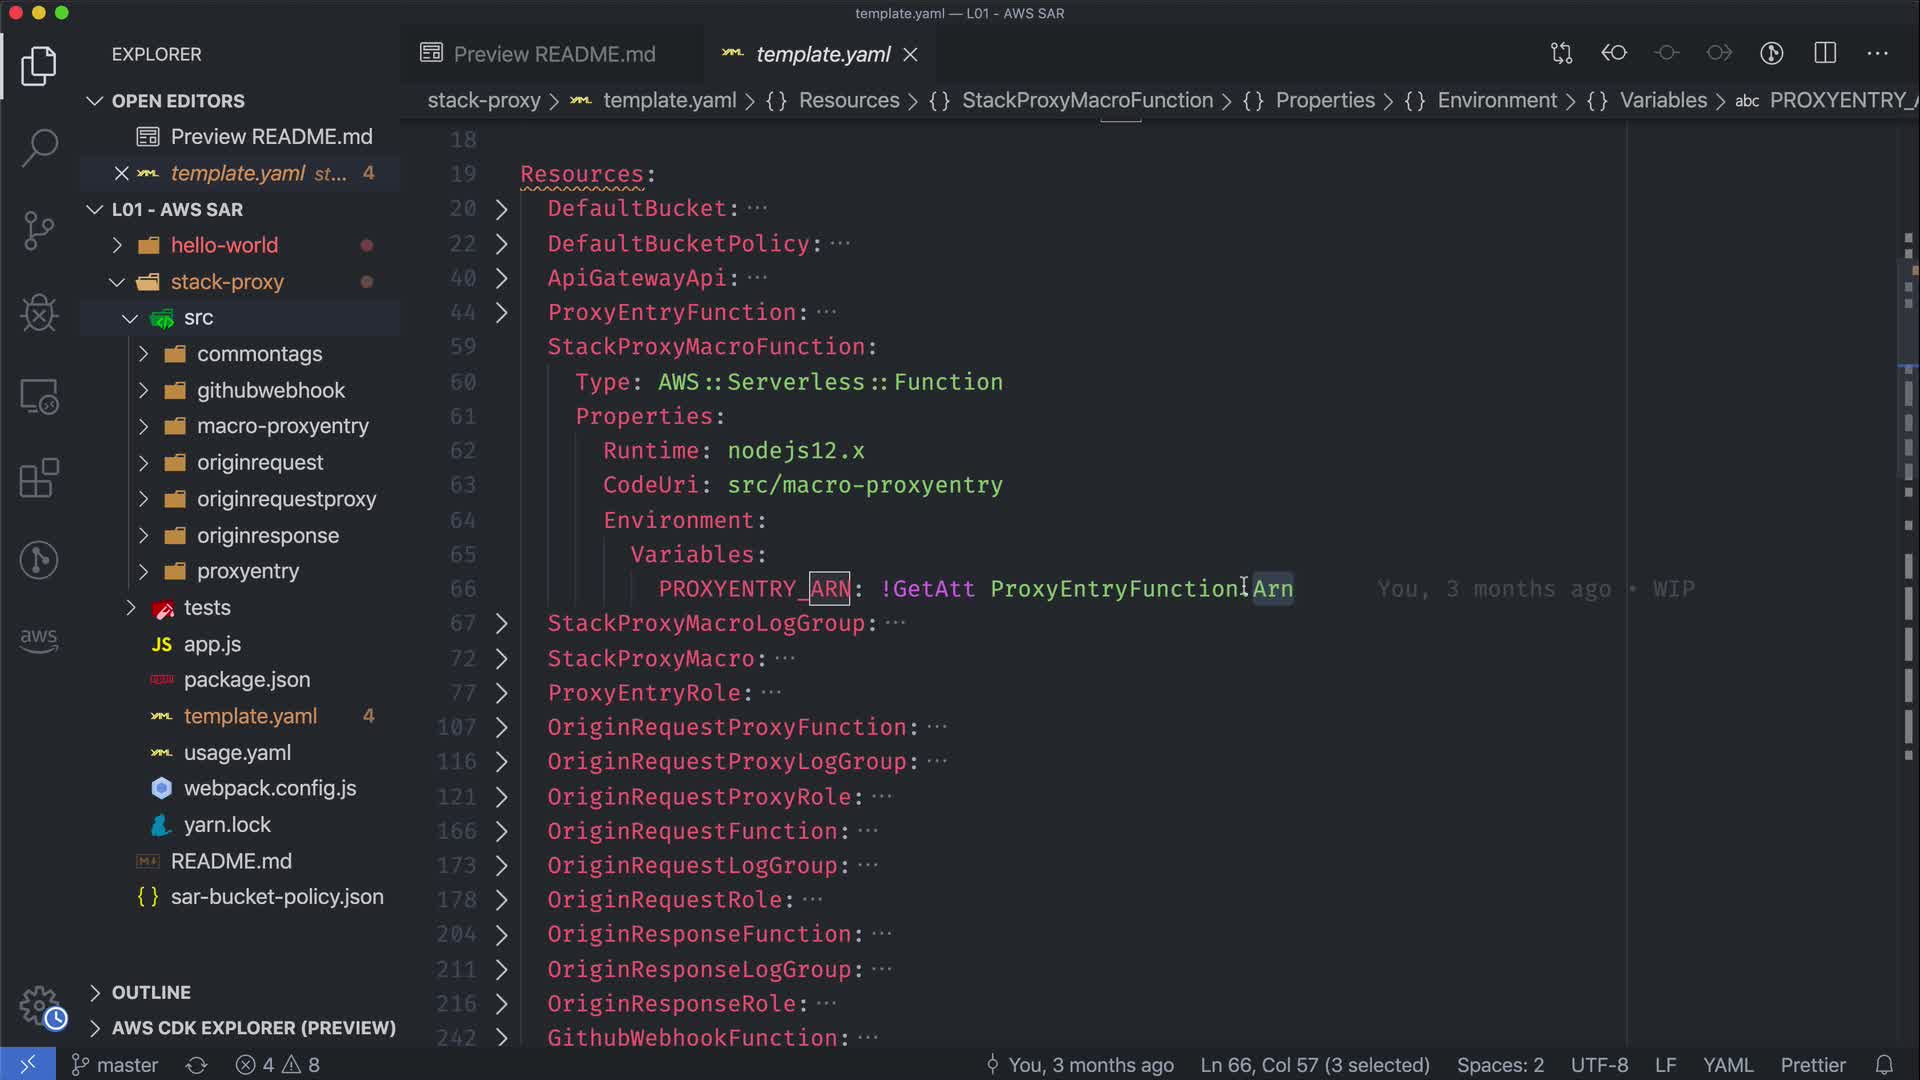 template.yaml — L01 - AWS SAR
EXPLORER
Preview README.md
template.yaml
OPEN EDITORS
stack-proxy > template.yaml > {} Resources > {} StackProxyMacroFunction > {} Properties > {} Environment > {} Variables > abc PROXYENTRY_
Preview README.md
template.yaml st... 4
L01 - AWS SAR
hello-world
stack-proxy
src
commontags
githubwebhook
macro-proxyentry
originrequest
originrequestproxy
originresponse
proxyentry
tests
app.js
package.json
template.yaml 4
usage.yaml
webpack.config.js
yarn.lock
README.md
sar-bucket-policy.json
OUTLINE
AWS CDK EXPLORER (PREVIEW)
aws
18
19 Resources:
20 DefaultBucket: ...
22 DefaultBucketPolicy: ...
40 ApiGatewayApi: ...
44 ProxyEntryFunction: ...
59 StackProxyMacroFunction:
60 Type: AWS::Serverless::Function
61 Properties:
62 Runtime: nodejs12.x
63 CodeUri: src/macro-proxyentry
64 Environment:
65 Variables:
66 PROXYENTRY_ARN: !GetAtt ProxyEntryFunction.Arn You, 3 months ago • WIP
67 StackProxyMacroLogGroup: ...
72 StackProxyMacro: ...
77 ProxyEntryRole: ...
107 OriginRequestProxyFunction: ...
116 OriginRequestProxyLogGroup: ...
121 OriginRequestProxyRole: ...
166 OriginRequestFunction: ...
173 OriginRequestLogGroup: ...
178 OriginRequestRole: ...
204 OriginResponseFunction: ...
211 OriginResponseLogGroup: ...
216 OriginResponseRole: ...
242 GithubWebhookFunction: ...
master 4 8 You, 3 months ago Ln 66, Col 57 (3 selected) Spaces: 2 UTF-8 LF YAML Prettier